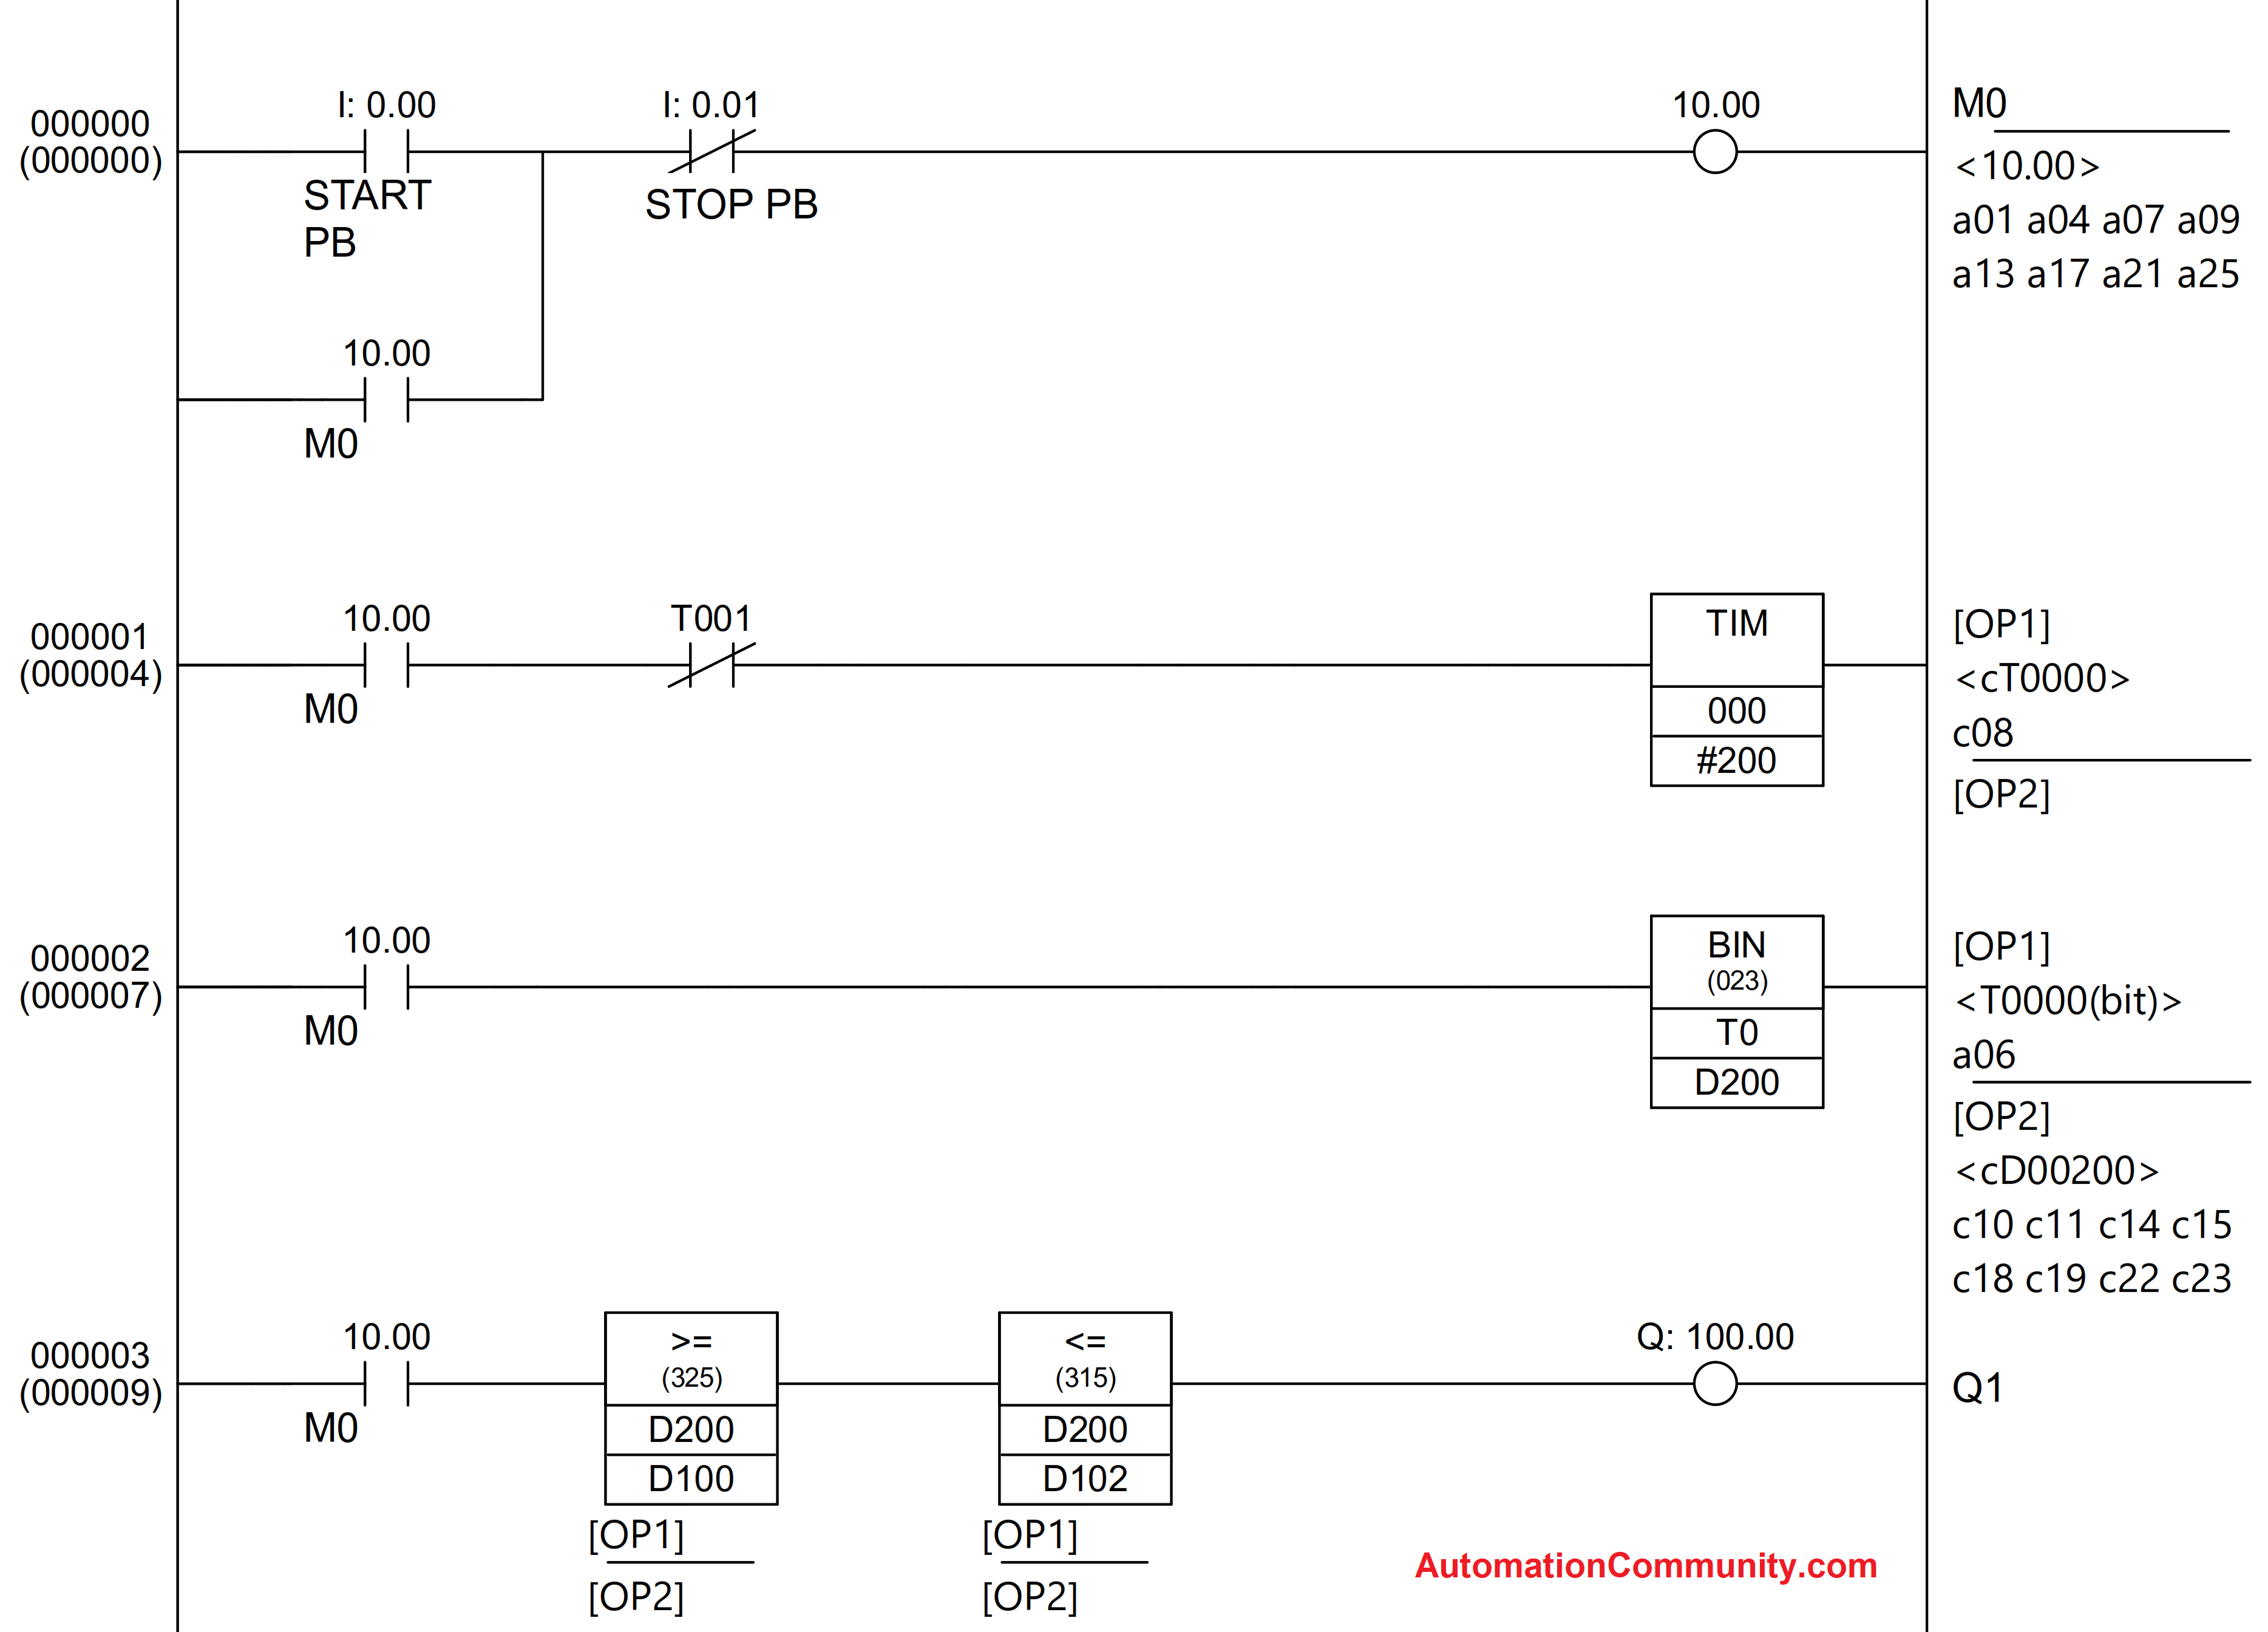 I: 0.00
I: 0.01
10.00
M0
000000
(000000)
START
PB
STOP PB
<10.00>
a01 a04 a07 a09
a13 a17 a21 a25
10.00
M0
10.00
T001
TIM
[OP1]
000001
(000004)
<cT0000>
M0
000
c08
#200
[OP2]
10.00
BIN
[OP1]
000002
(000007)
(023)
<T0000(bit)>
M0
T0
a06
D200
[OP2]
<cD00200>
c10 c11 c14 c15
c18 c19 c22 c23
10.00
>=
<=
Q: 100.00
000003
(000009)
(325)
(315)
Q1
M0
D200
D200
D100
D102
[OP1]
[OP1]
[OP2]
[OP2]
AutomationCommunity.com